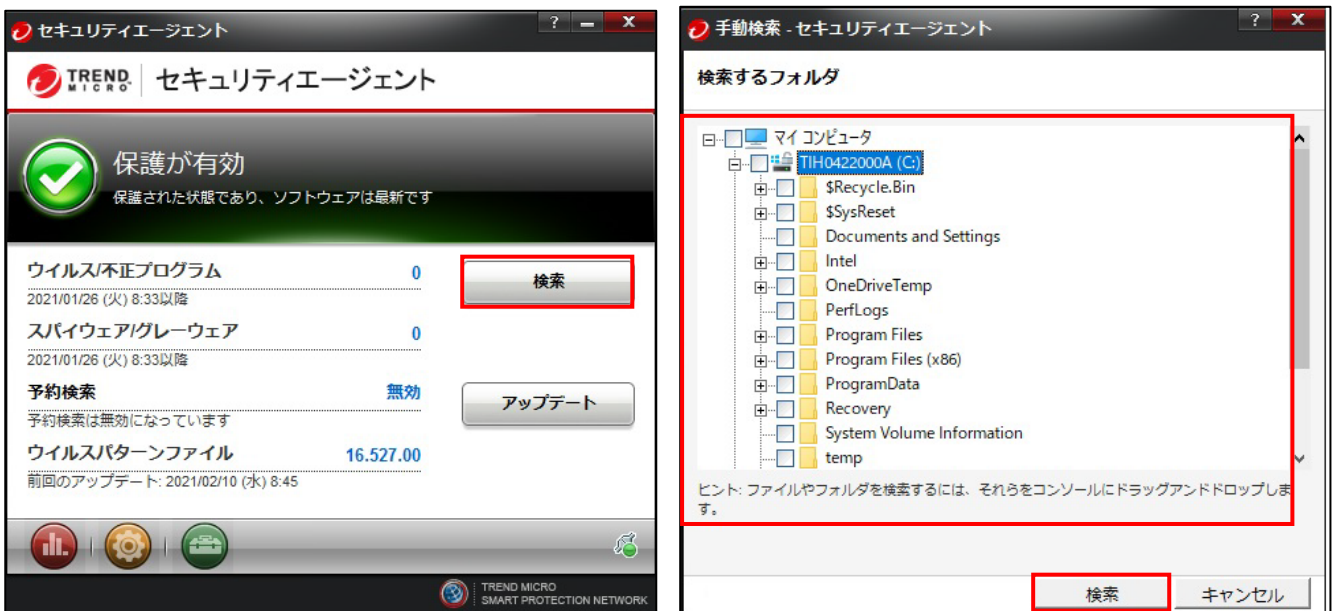 セキュリティエージェント
TREND MICRO セキュリティエージェント
保護が有効
保護された状態であり、ソフトウェアは最新です
ウイルス/不正プログラム 0
2021/01/26 (火) 8:33以降
検索
スパイウェア/グレーウェア 0
2021/01/26 (火) 8:33以降
予約検索 無効
予約検索は無効になっています
アップデート
ウイルスパターンファイル 16.527.00
前回のアップデート: 2021/02/10 (水) 8:45
TREND MICRO
SMART PROTECTION NETWORK
手動検索 - セキュリティエージェント
検索するフォルダ
マイ コンピュータ
TIH0422000A (C:)
$Recycle.Bin
$SysReset
Documents and Settings
Intel
OneDriveTemp
PerfLogs
Program Files
Program Files (x86)
ProgramData
Recovery
System Volume Information
temp
ヒント: ファイルやフォルダを検索するには、それらをコンソールにドラッグアンドドロップしま
す。
検索 キャンセル